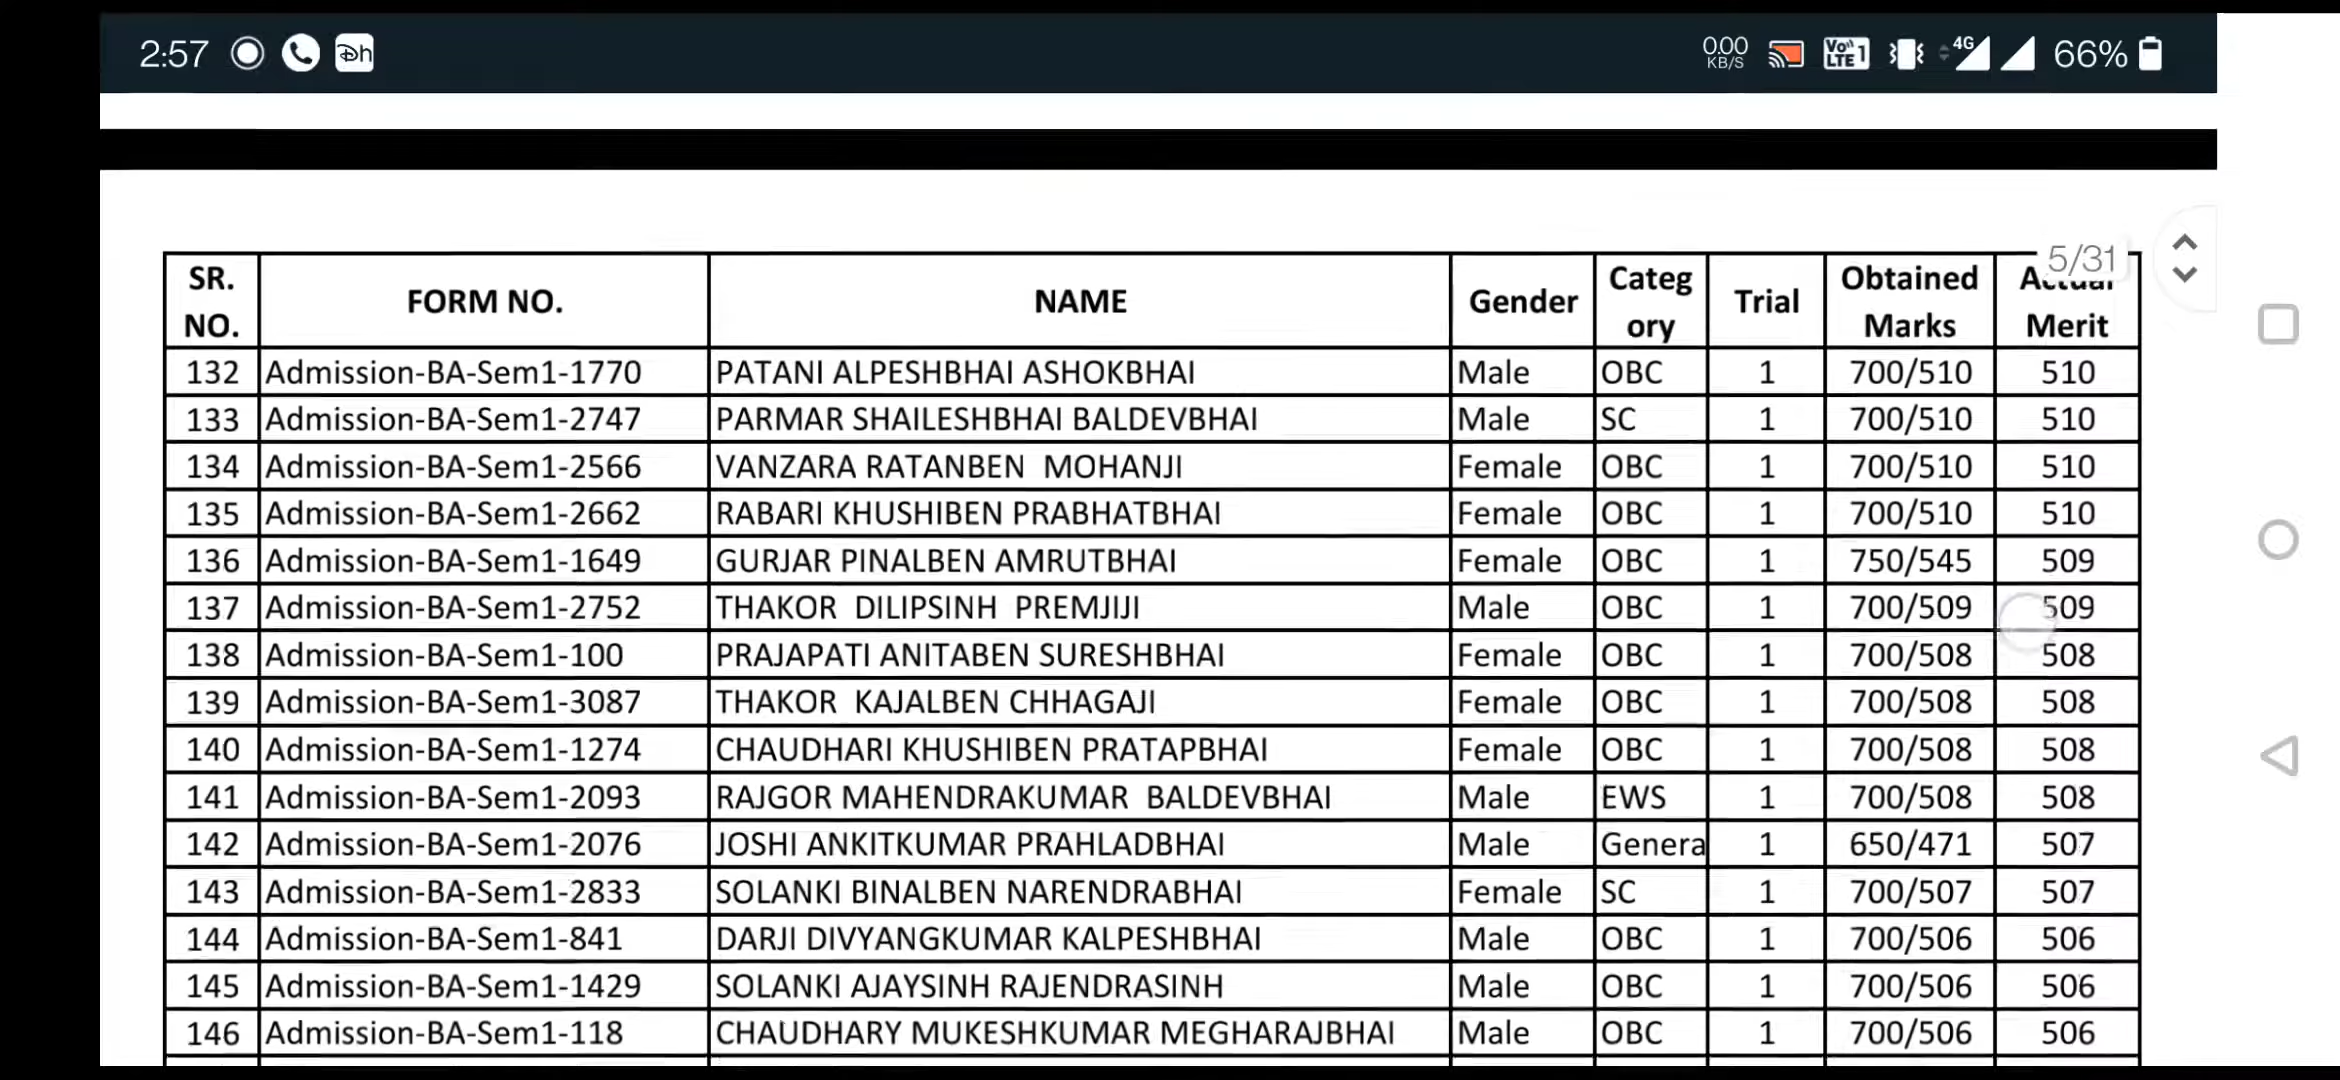 2:57 Dh 0.00 KB/S Vo)) LTE 1 4G 66%
5/31
SR. NO. FORM NO. NAME Gender Categ ory Trial Obtained Marks Actual Merit
132 Admission-BA-Sem1-1770 PATANI ALPESHBHAI ASHOKBHAI Male OBC 1 700/510 510
133 Admission-BA-Sem1-2747 PARMAR SHAILESHBHAI BALDEVBHAI Male SC 1 700/510 510
134 Admission-BA-Sem1-2566 VANZARA RATANBEN MOHANJI Female OBC 1 700/510 510
135 Admission-BA-Sem1-2662 RABARI KHUSHIBEN PRABHATBHAI Female OBC 1 700/510 510
136 Admission-BA-Sem1-1649 GURJAR PINALBEN AMRUTBHAI Female OBC 1 750/545 509
137 Admission-BA-Sem1-2752 THAKOR DILIPSINH PREMJIJI Male OBC 1 700/509 509
138 Admission-BA-Sem1-100 PRAJAPATI ANITABEN SURESHBHAI Female OBC 1 700/508 508
139 Admission-BA-Sem1-3087 THAKOR KAJALBEN CHHAGAJI Female OBC 1 700/508 508
140 Admission-BA-Sem1-1274 CHAUDHARI KHUSHIBEN PRATAPBHAI Female OBC 1 700/508 508
141 Admission-BA-Sem1-2093 RAJGOR MAHENDRAKUMAR BALDEVBHAI Male EWS 1 700/508 508
142 Admission-BA-Sem1-2076 JOSHI ANKITKUMAR PRAHLADBHAI Male Genera 1 650/471 507
143 Admission-BA-Sem1-2833 SOLANKI BINALBEN NARENDRABHAI Female SC 1 700/507 507
144 Admission-BA-Sem1-841 DARJI DIVYANGKUMAR KALPESHBHAI Male OBC 1 700/506 506
145 Admission-BA-Sem1-1429 SOLANKI AJAYSINH RAJENDRASINH Male OBC 1 700/506 506
146 Admission-BA-Sem1-118 CHAUDHARY MUKESHKUMAR MEGHARAJBHAI Male OBC 1 700/506 506